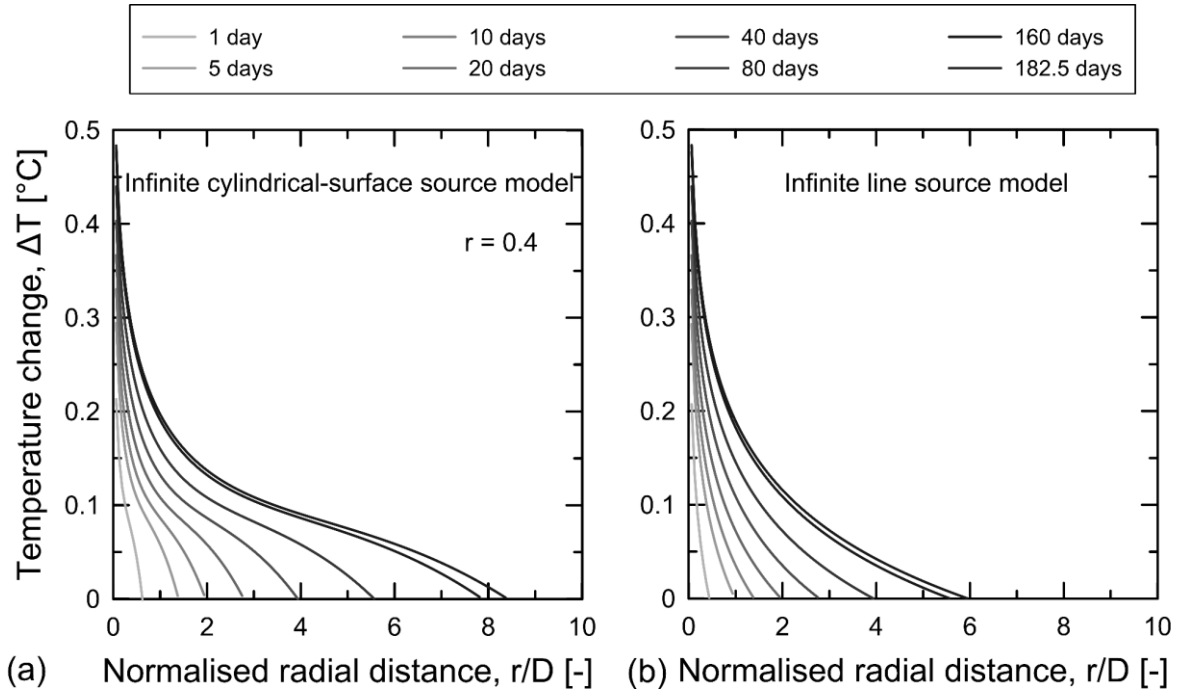 1 day 10 days 40 days 160 days
5 days 20 days 80 days 182.5 days
Temperature change, ΔT [°C]
0.5
0.4
0.3
0.2
0.1
0
Infinite cylindrical-surface source model
r = 0.4
0 2 4 6 8 10
(a) Normalised radial distance, r/D [-]
0.5
0.4
0.3
0.2
0.1
0
Infinite line source model
0 2 4 6 8 10
(b) Normalised radial distance, r/D [-]